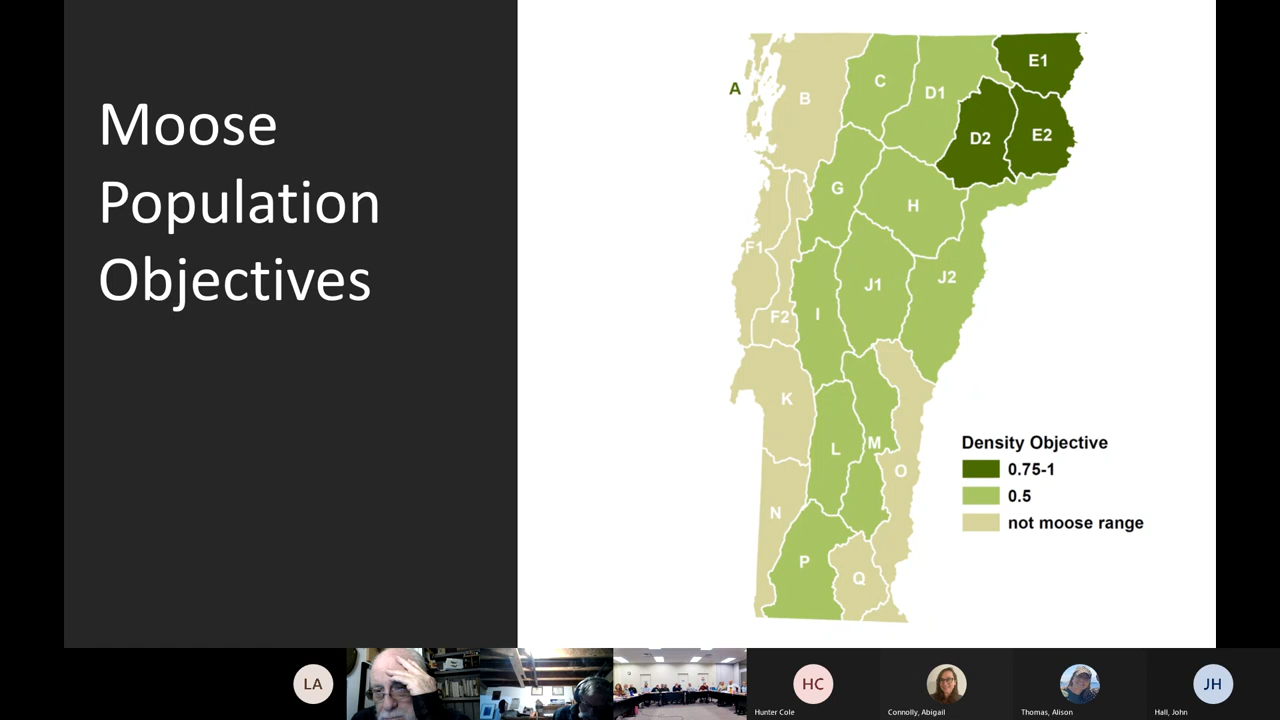 Moose
Population
Objectives
A
B
C
D1
E1
D2
E2
G
H
F1
J1
J2
F2
I
K
L
M
O
N
P
Q
Density Objective
0.75-1
0.5
not moose range
LA
HC
JH
Hunter Cole
Connolly, Abigail
Thomas, Alison
Hall, John